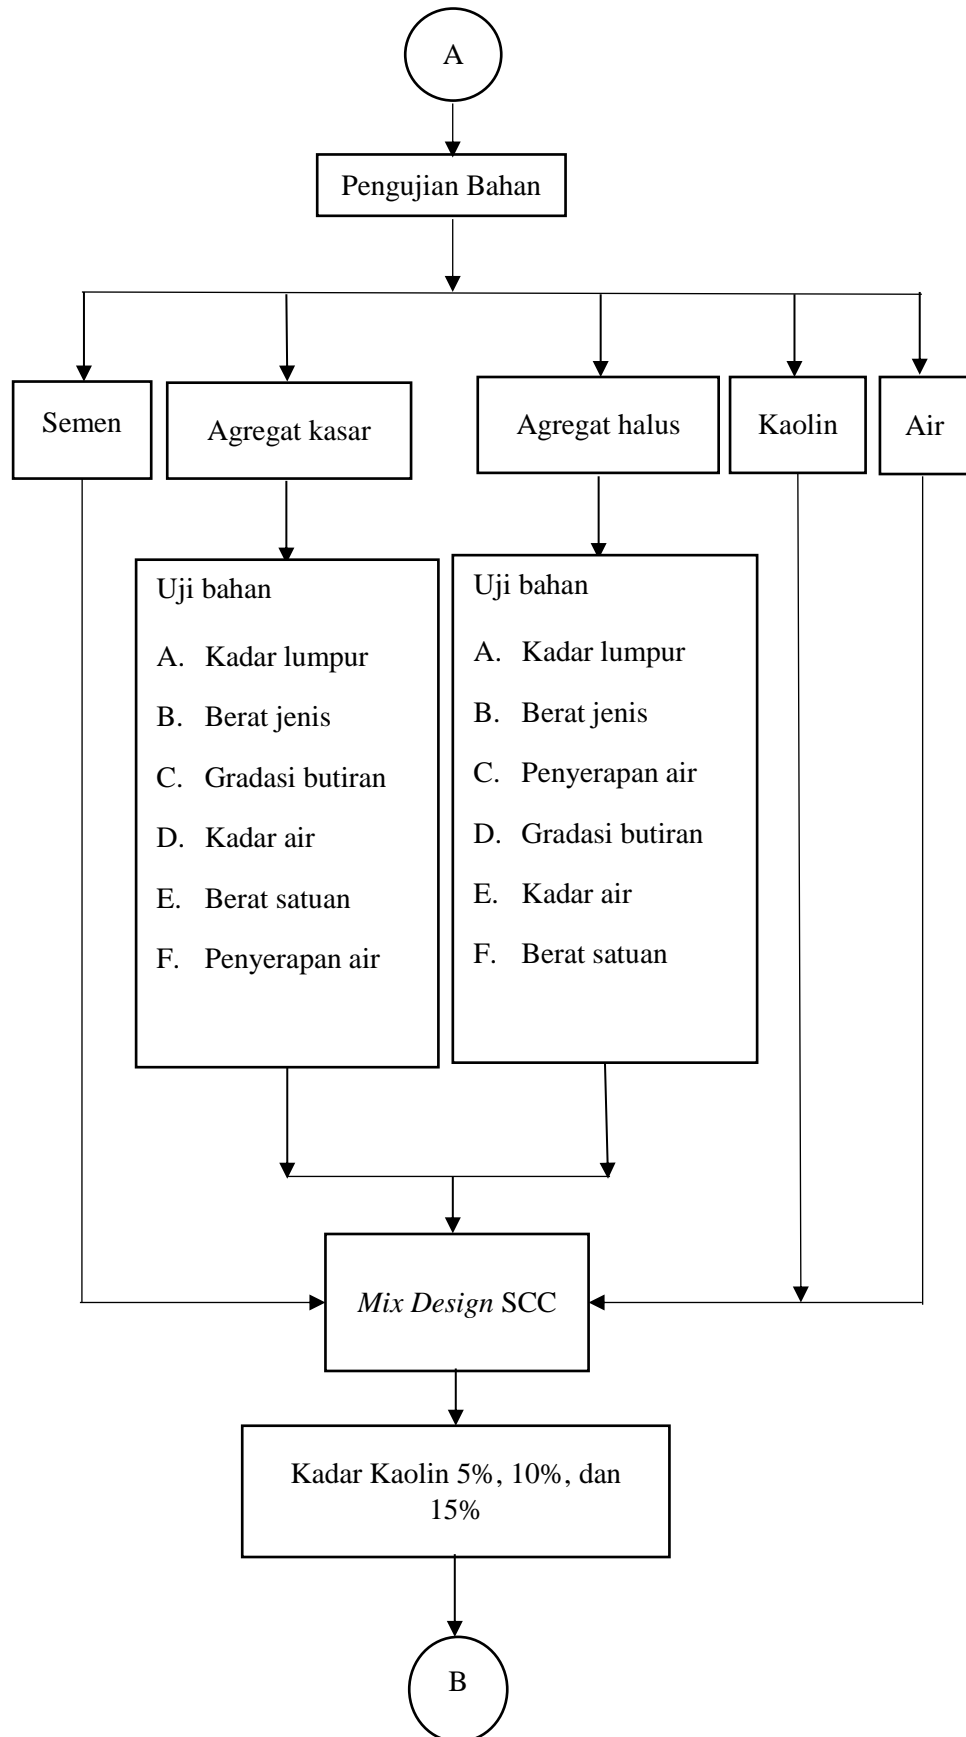 A
Pengujian Bahan
Semen
Agregat kasar
Agregat halus
Kaolin
Air
Uji bahan
A. Kadar lumpur
B. Berat jenis
C. Gradasi butiran
D. Kadar air
E. Berat satuan
F. Penyerapan air
Uji bahan
A. Kadar lumpur
B. Berat jenis
C. Penyerapan air
D. Gradasi butiran
E. Kadar air
F. Berat satuan
Mix Design SCC
Kadar Kaolin 5%, 10%, dan
15%
B